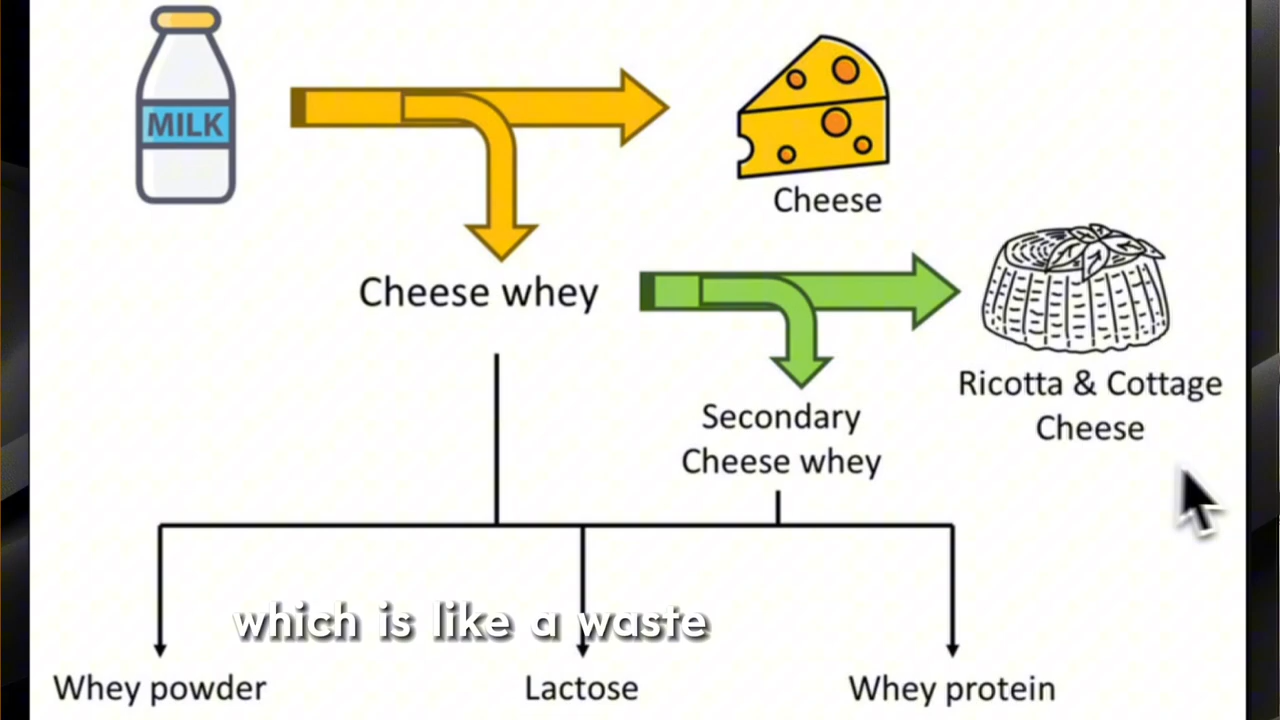 MILK
Cheese
Cheese whey
Ricotta & Cottage
Cheese
Secondary
Cheese whey
which is like a waste
Whey powder
Lactose
Whey protein